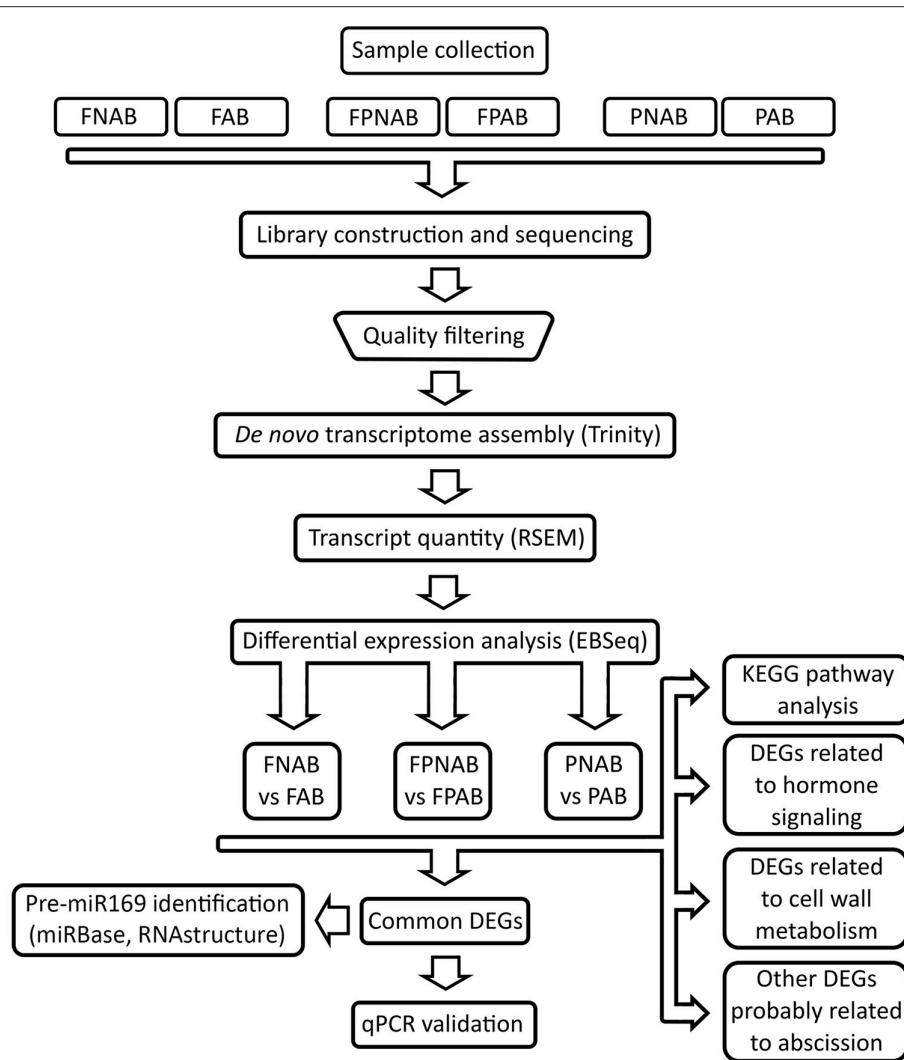 Sample collection
FNAB
FAB
FPNAB
FPAB
PNAB
PAB
Library construction and sequencing
Quality filtering
De novo transcriptome assembly (Trinity)
Transcript quantity (RSEM)
Differential expression analysis (EBSeq)
FNAB
vs FAB
FPNAB
vs FPAB
PNAB
vs PAB
KEGG pathway
analysis
DEGs related
to hormone
signaling
DEGs related
to cell wall
metabolism
Other DEGs
probably related
to abscission
Common DEGs
Pre-miR169 identification
(miRBase, RNAstructure)
qPCR validation